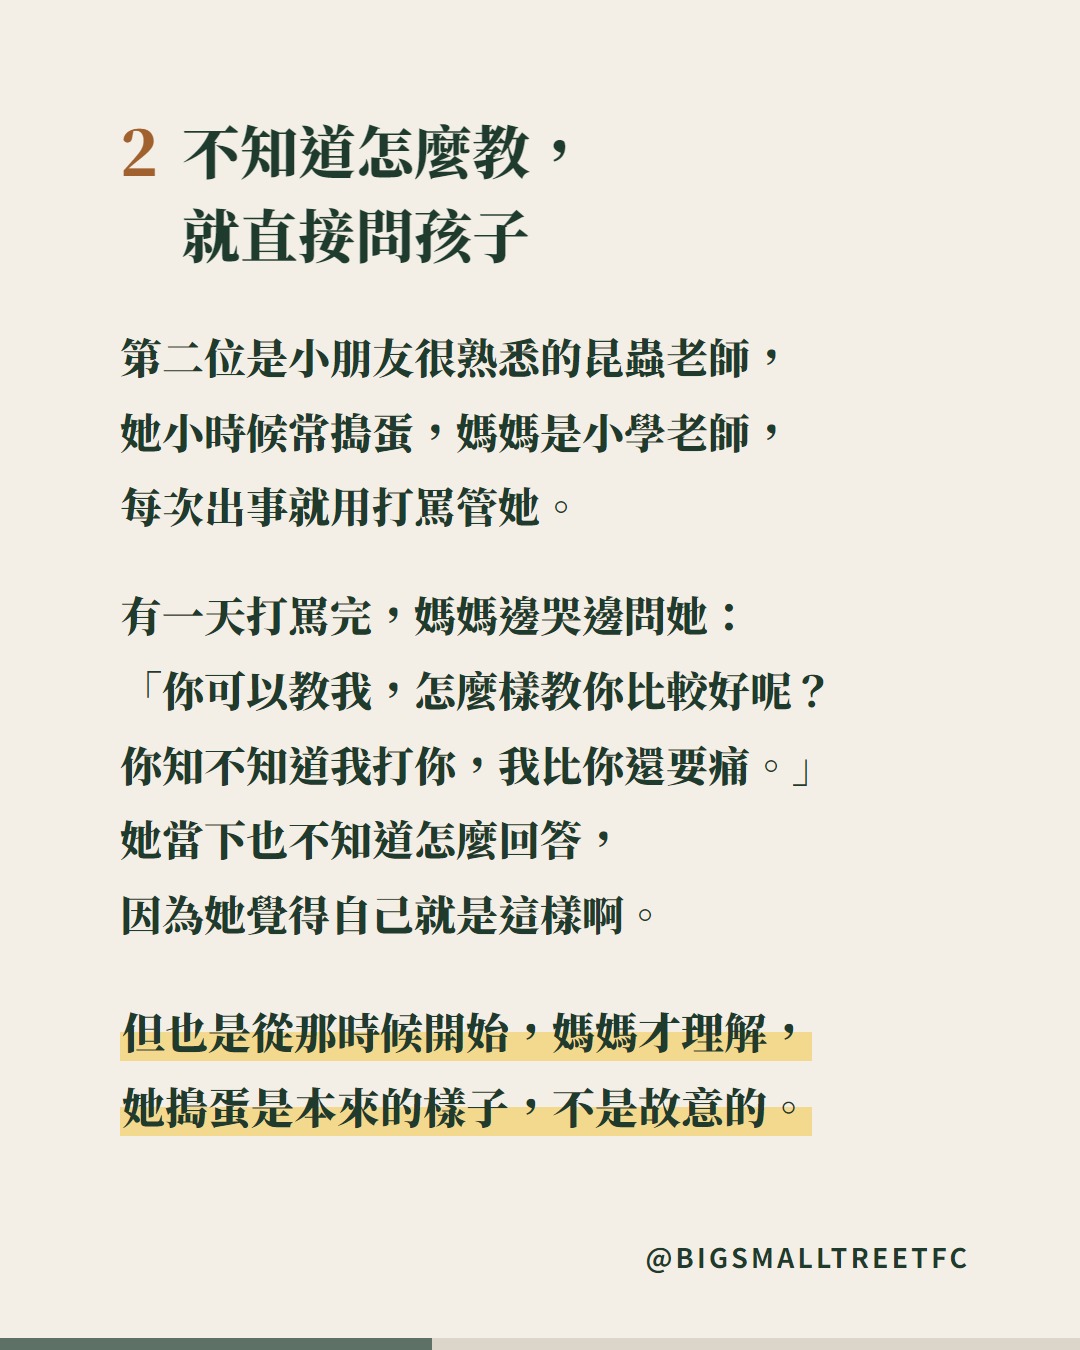 2 不知道怎麼教，
就直接問孩子
第二位是小朋友很熟悉的昆蟲老師，
她小時候常搗蛋，媽媽是小學老師，
每次出事就用打罵管她。
有一天打罵完，媽媽邊哭邊問她：
「你可以教我，怎麼樣教你比較好呢？
你知不知道我打你，我比你還要痛。」
她當下也不知道怎麼回答，
因為她覺得自己就是這樣啊。
但也是從那時候開始，媽媽才理解，
她搗蛋是本來的樣子，不是故意的。
@BIGSMALLTREETFC